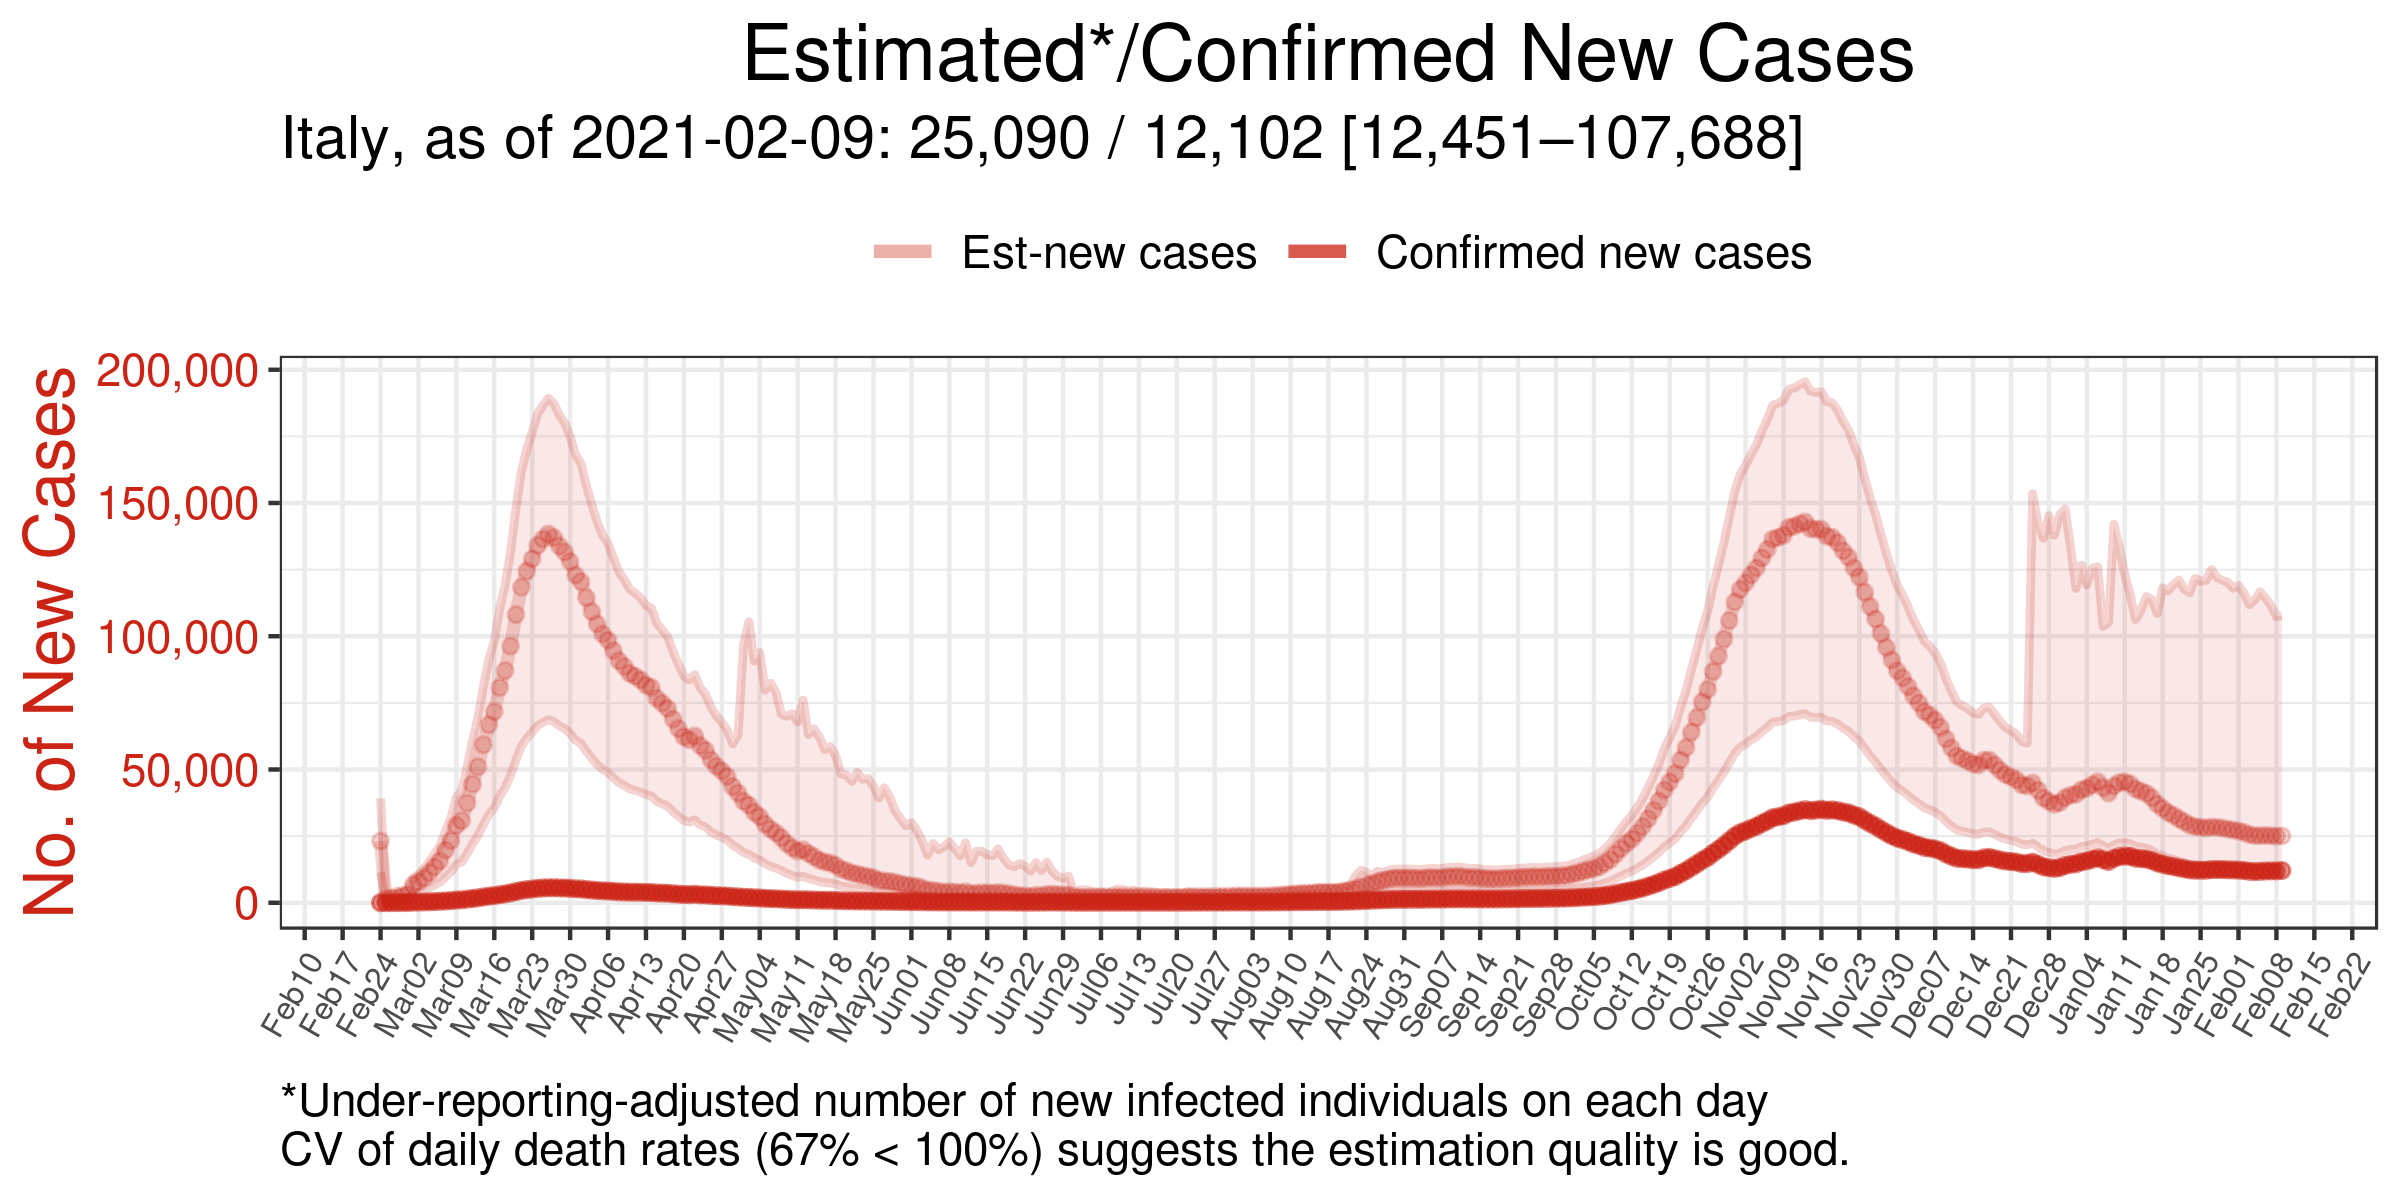 Estimated*/Confirmed New Cases
Italy, as of 2021-02-09: 25,090 / 12,102 [12,451–107,688]
Est-new cases
Confirmed new cases
No. of New Cases
200,000
150,000
100,000
50,000
0
Feb10
Feb17
Feb24
Mar02
Mar09
Mar16
Mar23
Mar30
Apr06
Apr13
Apr20
Apr27
May04
May11
May18
May25
Jun01
Jun08
Jun15
Jun22
Jun29
Jul06
Jul13
Jul20
Jul27
Aug03
Aug10
Aug17
Aug24
Aug31
Sep07
Sep14
Sep21
Sep28
Oct05
Oct12
Oct19
Oct26
Nov02
Nov09
Nov16
Nov23
Nov30
Dec07
Dec14
Dec21
Dec28
Jan04
Jan11
Jan18
Jan25
Feb01
Feb08
Feb15
Feb22
*Under-reporting-adjusted number of new infected individuals on each day
CV of daily death rates (67% < 100%) suggests the estimation quality is good.